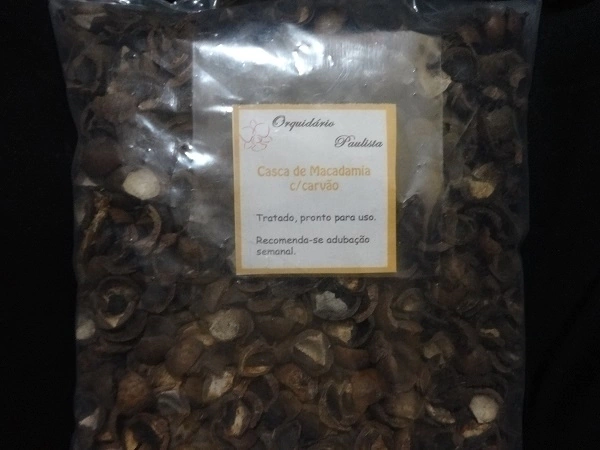 Orquidário
Paulista
Casca de Macadamia
c/carvão
Tratado, pronto para uso.
Recomenda-se adubação
semanal.